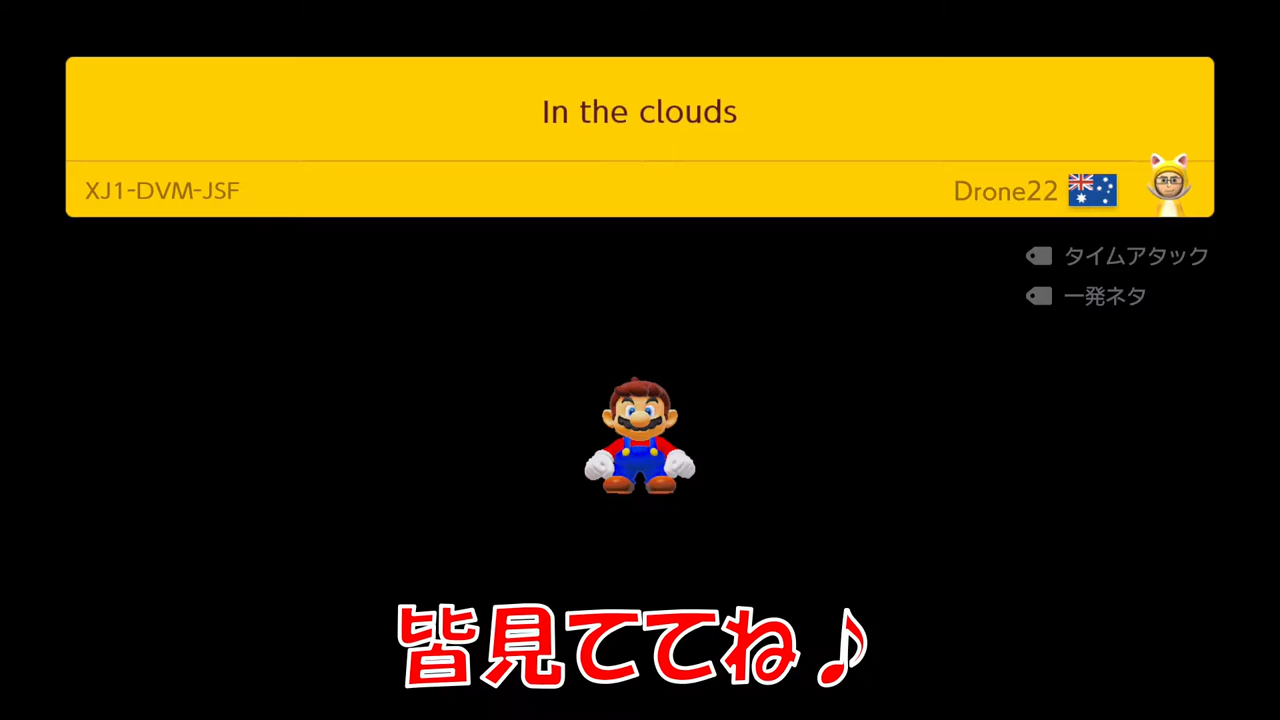 In the clouds
XJ1-DVM-JSF
Drone22
タイムアタック
一発ネタ
皆見ててね♪